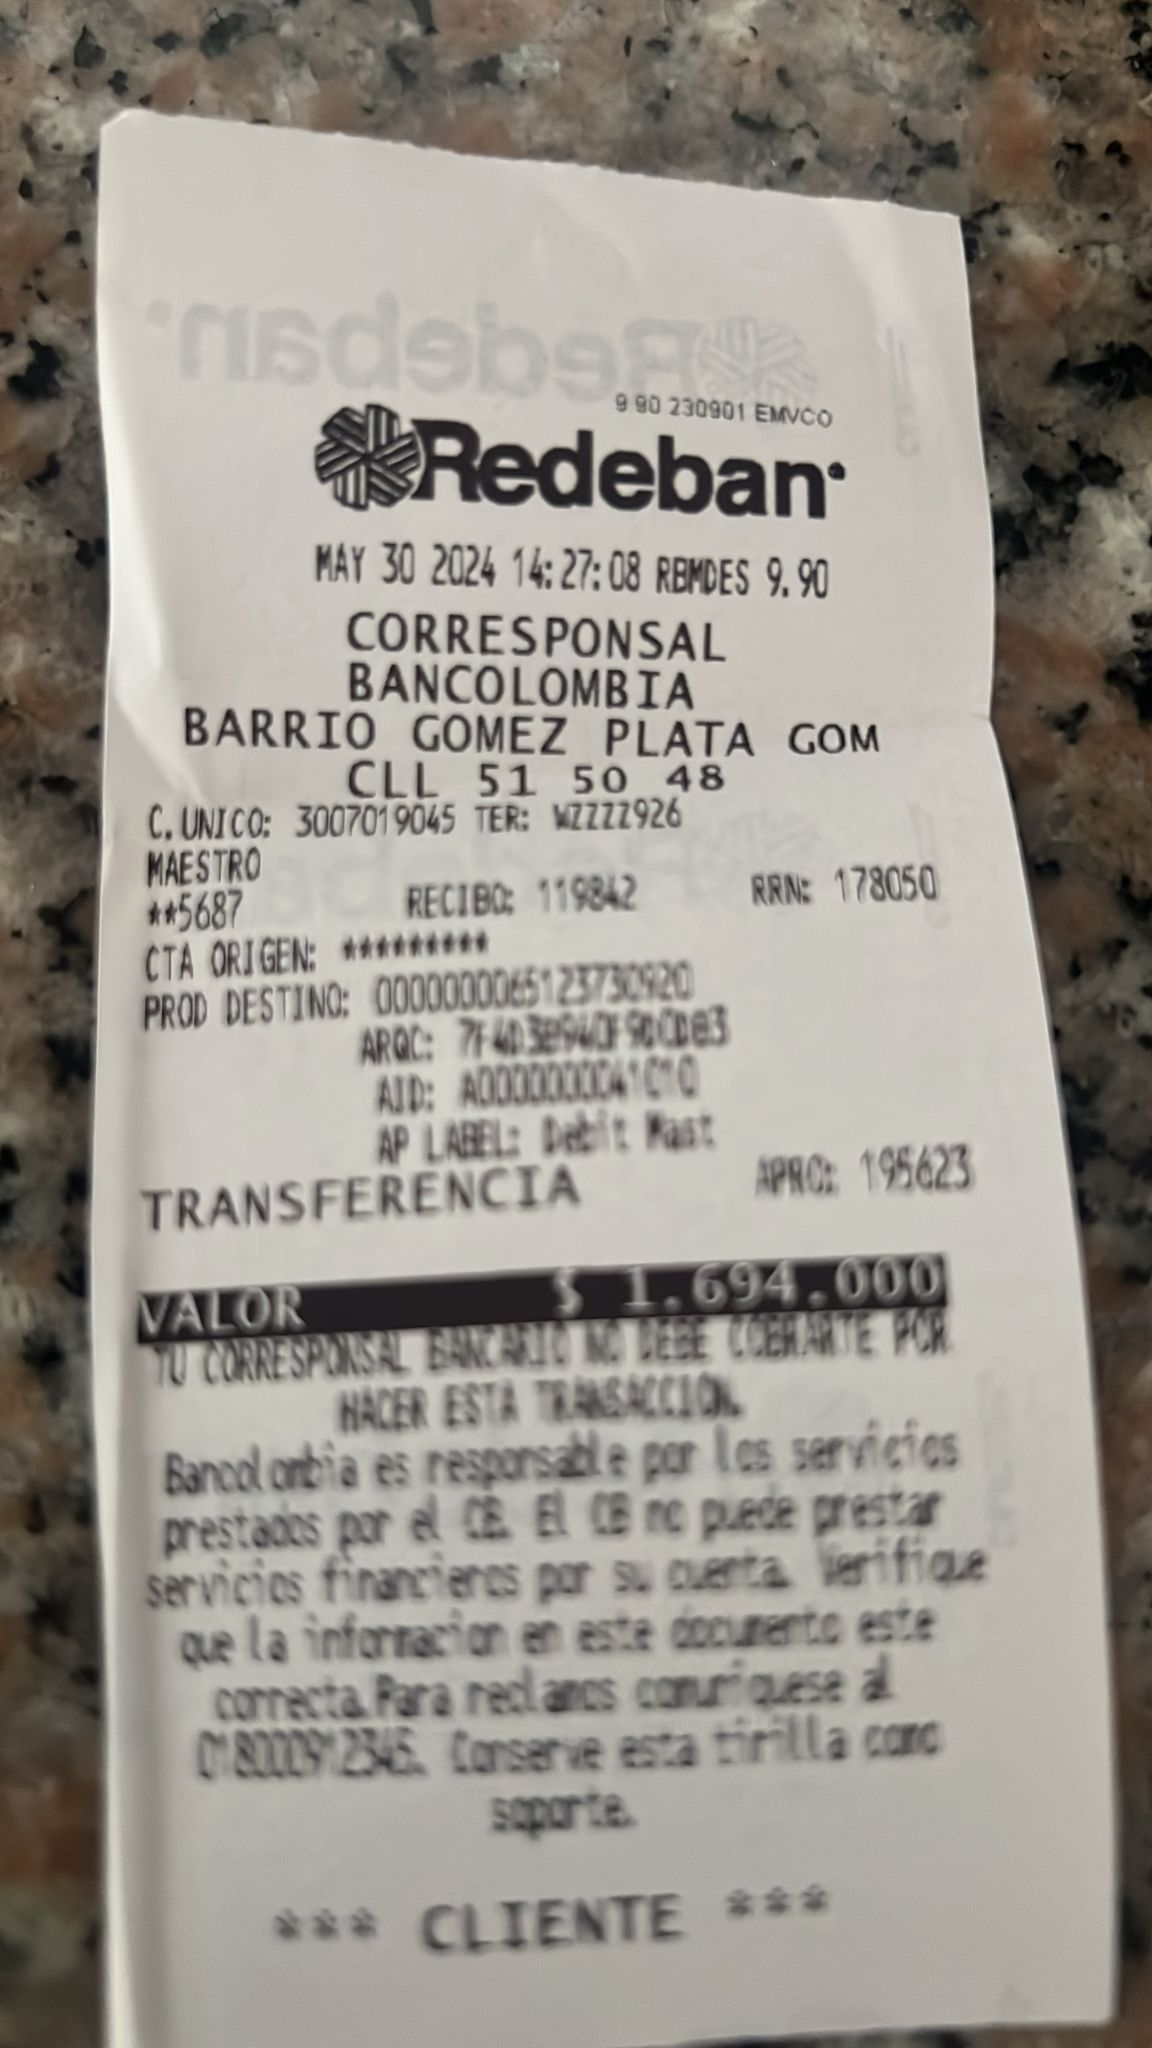 9 90 230901 EMVCO
Redeban
MAY 30 2024 14:27:08 RBMDES 9.90
CORRESPONSAL
BANCOLOMBIA
BARRIO GOMEZ PLATA GOM
CLL 51 50 48
C. UNICO: 3007019045 TER: WZZZZ926
MAESTRO
**5687 RECIBO: 119842 RRN: 178050
CTA ORIGEN: *********
PROD DESTINO: 0000000065123730920
ARQC:
AID: A0000000041010
AP LABEL: Debit Mast
TRANSFERENCIA APRO: 195623
VALOR $ 1.694.000
TU CORRESPONSAL BANCARIO NO DEBE COBRARTE POR
HACER ESTA TRANSACCION.
Bancolombia es responsable por los servicios
prestados por el CB. El CB no puede prestar
servicios financieros por su cuenta. Verifique
que la informacion en este documento este
correcta.Para reclamos comuniquese al
018000912345. Conserve esta tirilla como
soporte.
*** CLIENTE ***